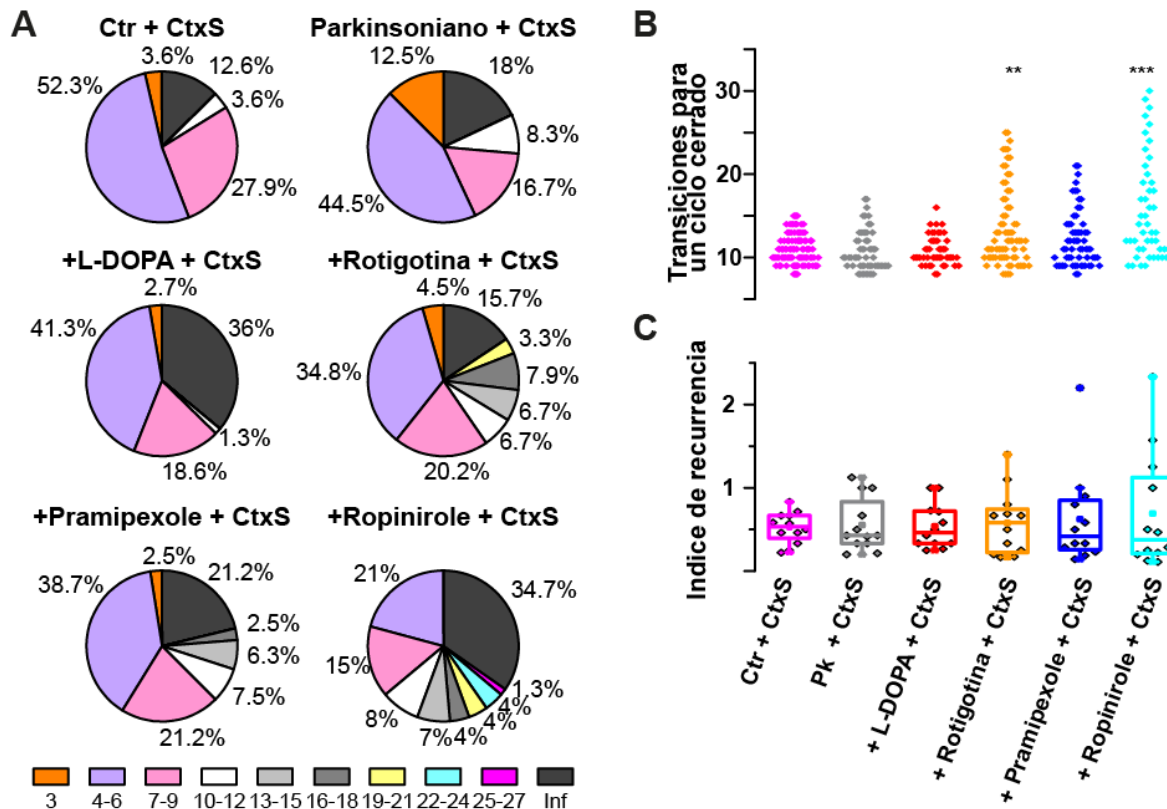 A
Ctr + CtxS
3.6%
12.6%
3.6%
27.9%
52.3%
Parkinsoniano + CtxS
12.5%
18%
8.3%
16.7%
44.5%
+L-DOPA + CtxS
2.7%
36%
1.3%
18.6%
41.3%
+Rotigotina + CtxS
4.5%
15.7%
3.3%
7.9%
6.7%
6.7%
20.2%
34.8%
+Pramipexole + CtxS
2.5%
21.2%
2.5%
6.3%
7.5%
21.2%
38.7%
+Ropinirole + CtxS
21%
34.7%
1.3%
4%
4%
4%
7%
8%
15%
3
4-6
7-9
10-12
13-15
16-18
19-21
22-24
25-27
Inf
B
Transiciones para
un ciclo cerrado
30
20
10
**
***
C
Indice de recurrencia
2
1
Ctr + CtxS
Pk + CtxS
+ L-DOPA + CtxS
+ Rotigotina + CtxS
+ Pramipexole + CtxS
+ Ropinirole + CtxS